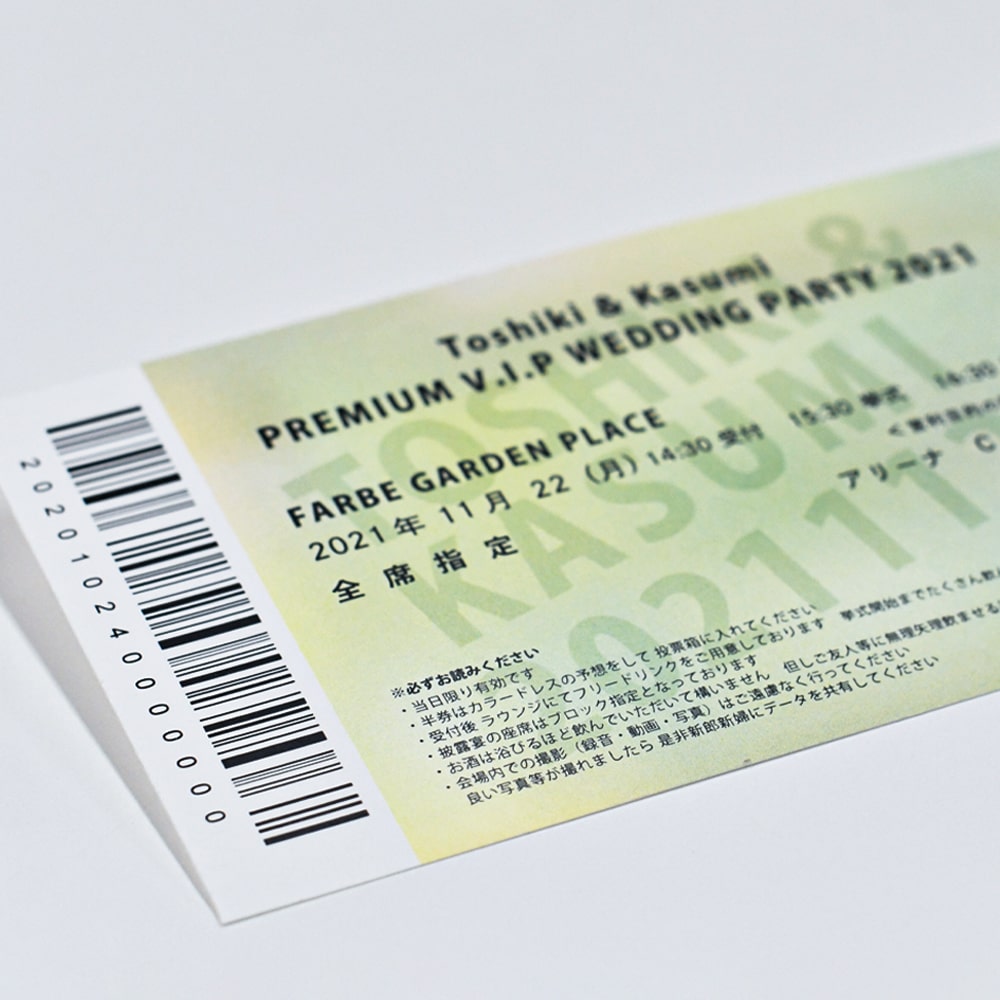 Toshiki & Kasumi
PREMIUM V.I.P WEDDING PARTY 2021
FARBE GARDEN PLACE
2021年 11月 22（月）14:30 受付 15:30 挙式 16:30
全席指定
アリーナ C
※必ずお読みください
・当日限り有効です
・半券はカラードレスの予想をして 投票箱に入れてください
・受付後 ラウンジにてフリードリンクをご用意しております 挙式開始までたくさん飲ん
・披露宴の座席はブロック指定となっております
・お酒は浴びるほど飲んでいただいて構いません 但しご友人等に無理矢理飲ませる
・会場内での撮影（録音・動画・写真）はご遠慮なく行ってください
良い写真等が撮れましたら 是非新郎新婦にデータを共有してください
TOSHIKI &
KASUMI
2021 11
2020102400000